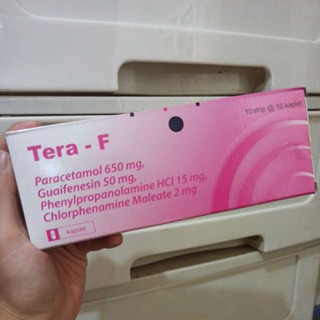 10 strip @ 10 kaplet
Tera - F
Paracetamol 650 mg,
Guaifenesin 50 mg,
Phenylpropanolamine HCl 15 mg,
Chlorphenamine Maleate 2 mg
kaplet